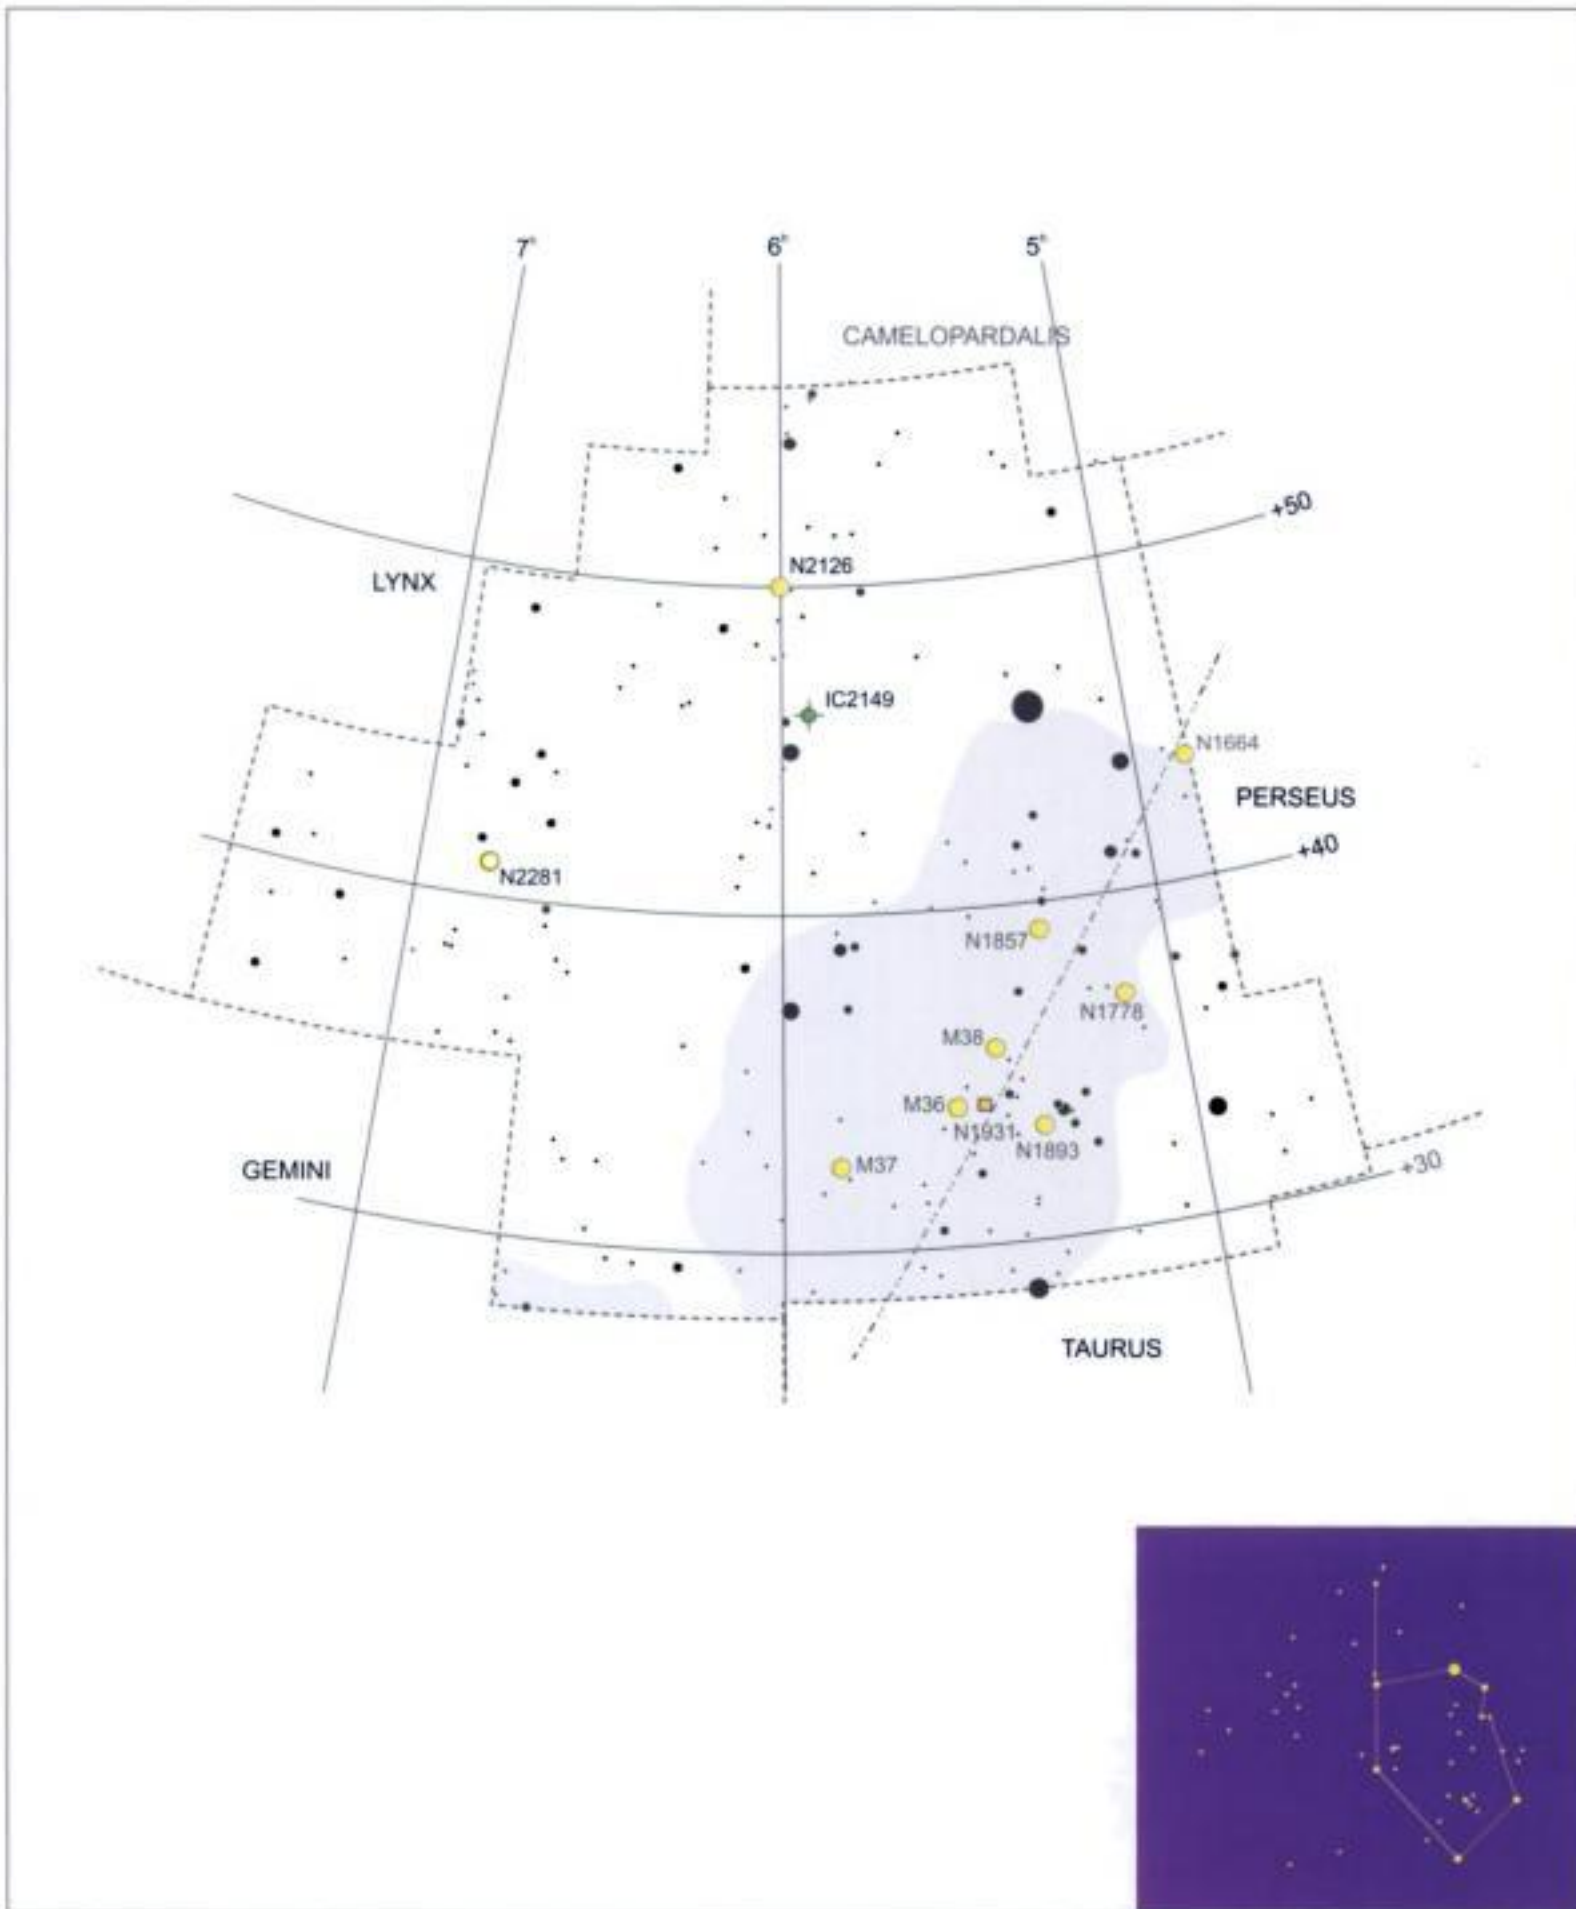 7ʰ 6ʰ 5ʰ
CAMELOPARDALIS
+50
N2126
LYNX
IC2149
N1664
PERSEUS
+40
N2281
N1857
N1778
M38
M36
N1931
N1893
M37
+30
GEMINI
TAURUS